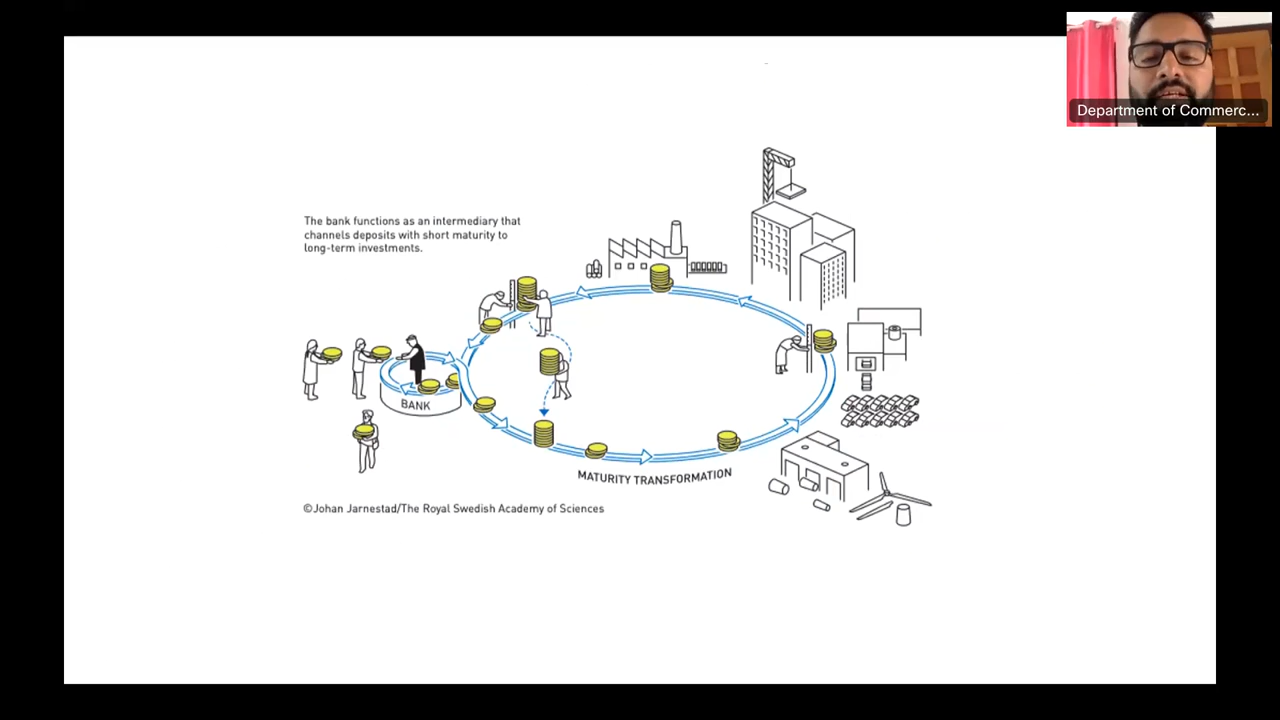 Department of Commerc...
The bank functions as an intermediary that
channels deposits with short maturity to
long-term investments.
BANK
MATURITY TRANSFORMATION
©Johan Jarnestad/The Royal Swedish Academy of Sciences